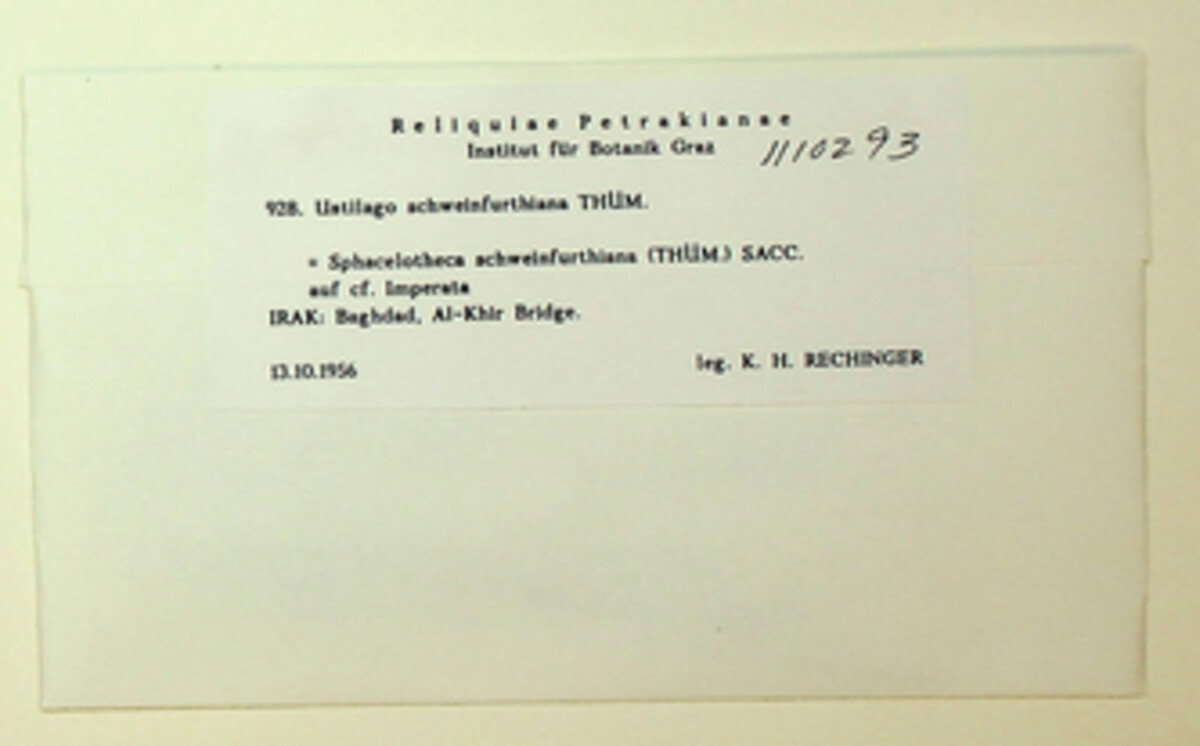 Reliquiae Petrakianae
Institut für Botanik Graz 1110293
928. Ustilago schweinfurthiana THÜM.
= Sphacelotheca schweinfurthiana (THÜM.) SACC.
auf cf. Imperata
IRAK: Baghdad, Al-Khir Bridge.
13.10.1956 leg. K. H. RECHINGER